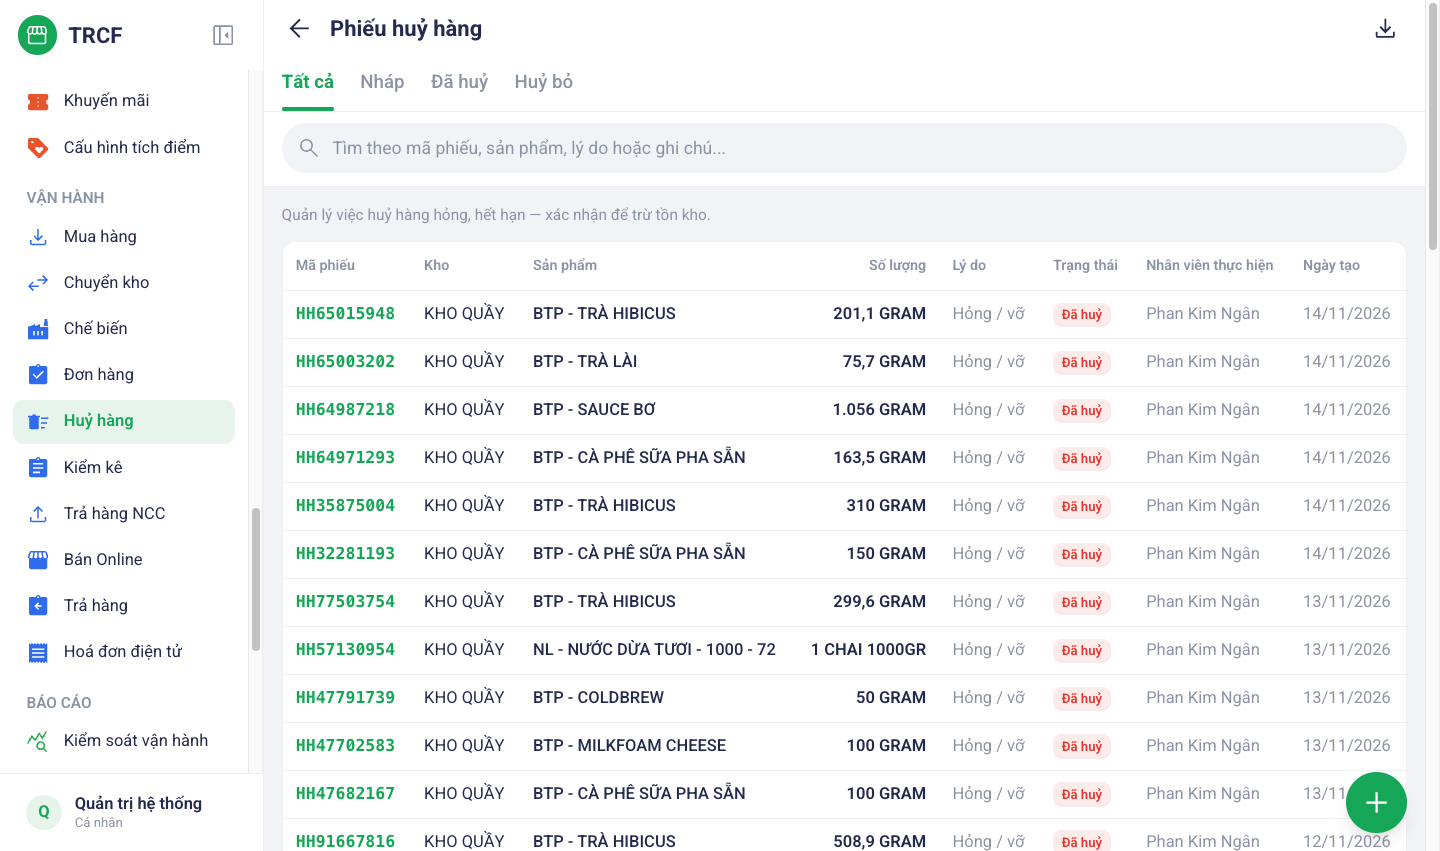 TRCF
Khuyến mãi
Cấu hình tích điểm
VẬN HÀNH
Mua hàng
Chuyển kho
Chế biến
Đơn hàng
Huỷ hàng
Kiểm kê
Trả hàng NCC
Bán Online
Trả hàng
Hoá đơn điện tử
BÁO CÁO
Kiểm soát vận hành
Q
Quản trị hệ thống
Cá nhân
Phiếu huỷ hàng
Tất cả Nháp Đã huỷ Huỷ bỏ
Tìm theo mã phiếu, sản phẩm, lý do hoặc ghi chú...
Quản lý việc huỷ hàng hỏng, hết hạn — xác nhận để trừ tồn kho.
Mã phiếu Kho Sản phẩm Số lượng Lý do Trạng thái Nhân viên thực hiện Ngày tạo
HH65015948 KHO QUẦY BTP - TRÀ HIBICUS 201,1 GRAM Hỏng / vỡ Đã huỷ Phan Kim Ngân 14/11/2026
HH65003202 KHO QUẦY BTP - TRÀ LÀI 75,7 GRAM Hỏng / vỡ Đã huỷ Phan Kim Ngân 14/11/2026
HH64987218 KHO QUẦY BTP - SAUCE BƠ 1.056 GRAM Hỏng / vỡ Đã huỷ Phan Kim Ngân 14/11/2026
HH64971293 KHO QUẦY BTP - CÀ PHÊ SỮA PHA SẴN 163,5 GRAM Hỏng / vỡ Đã huỷ Phan Kim Ngân 14/11/2026
HH35875004 KHO QUẦY BTP - TRÀ HIBICUS 310 GRAM Hỏng / vỡ Đã huỷ Phan Kim Ngân 14/11/2026
HH32281193 KHO QUẦY BTP - CÀ PHÊ SỮA PHA SẴN 150 GRAM Hỏng / vỡ Đã huỷ Phan Kim Ngân 14/11/2026
HH77503754 KHO QUẦY BTP - TRÀ HIBICUS 299,6 GRAM Hỏng / vỡ Đã huỷ Phan Kim Ngân 13/11/2026
HH57130954 KHO QUẦY NL - NƯỚC DỪA TƯƠI - 1000 - 72 1 CHAI 1000GR Hỏng / vỡ Đã huỷ Phan Kim Ngân 13/11/2026
HH47791739 KHO QUẦY BTP - COLDBREW 50 GRAM Hỏng / vỡ Đã huỷ Phan Kim Ngân 13/11/2026
HH47702583 KHO QUẦY BTP - MILKFOAM CHEESE 100 GRAM Hỏng / vỡ Đã huỷ Phan Kim Ngân 13/11/2026
HH47682167 KHO QUẦY BTP - CÀ PHÊ SỮA PHA SẴN 100 GRAM Hỏng / vỡ Đã huỷ Phan Kim Ngân 13/11
HH91667816 KHO QUẦY BTP - TRÀ HIBICUS 508,9 GRAM Hỏng / vỡ Đã huỷ Phan Kim Ngân 12/11/2026